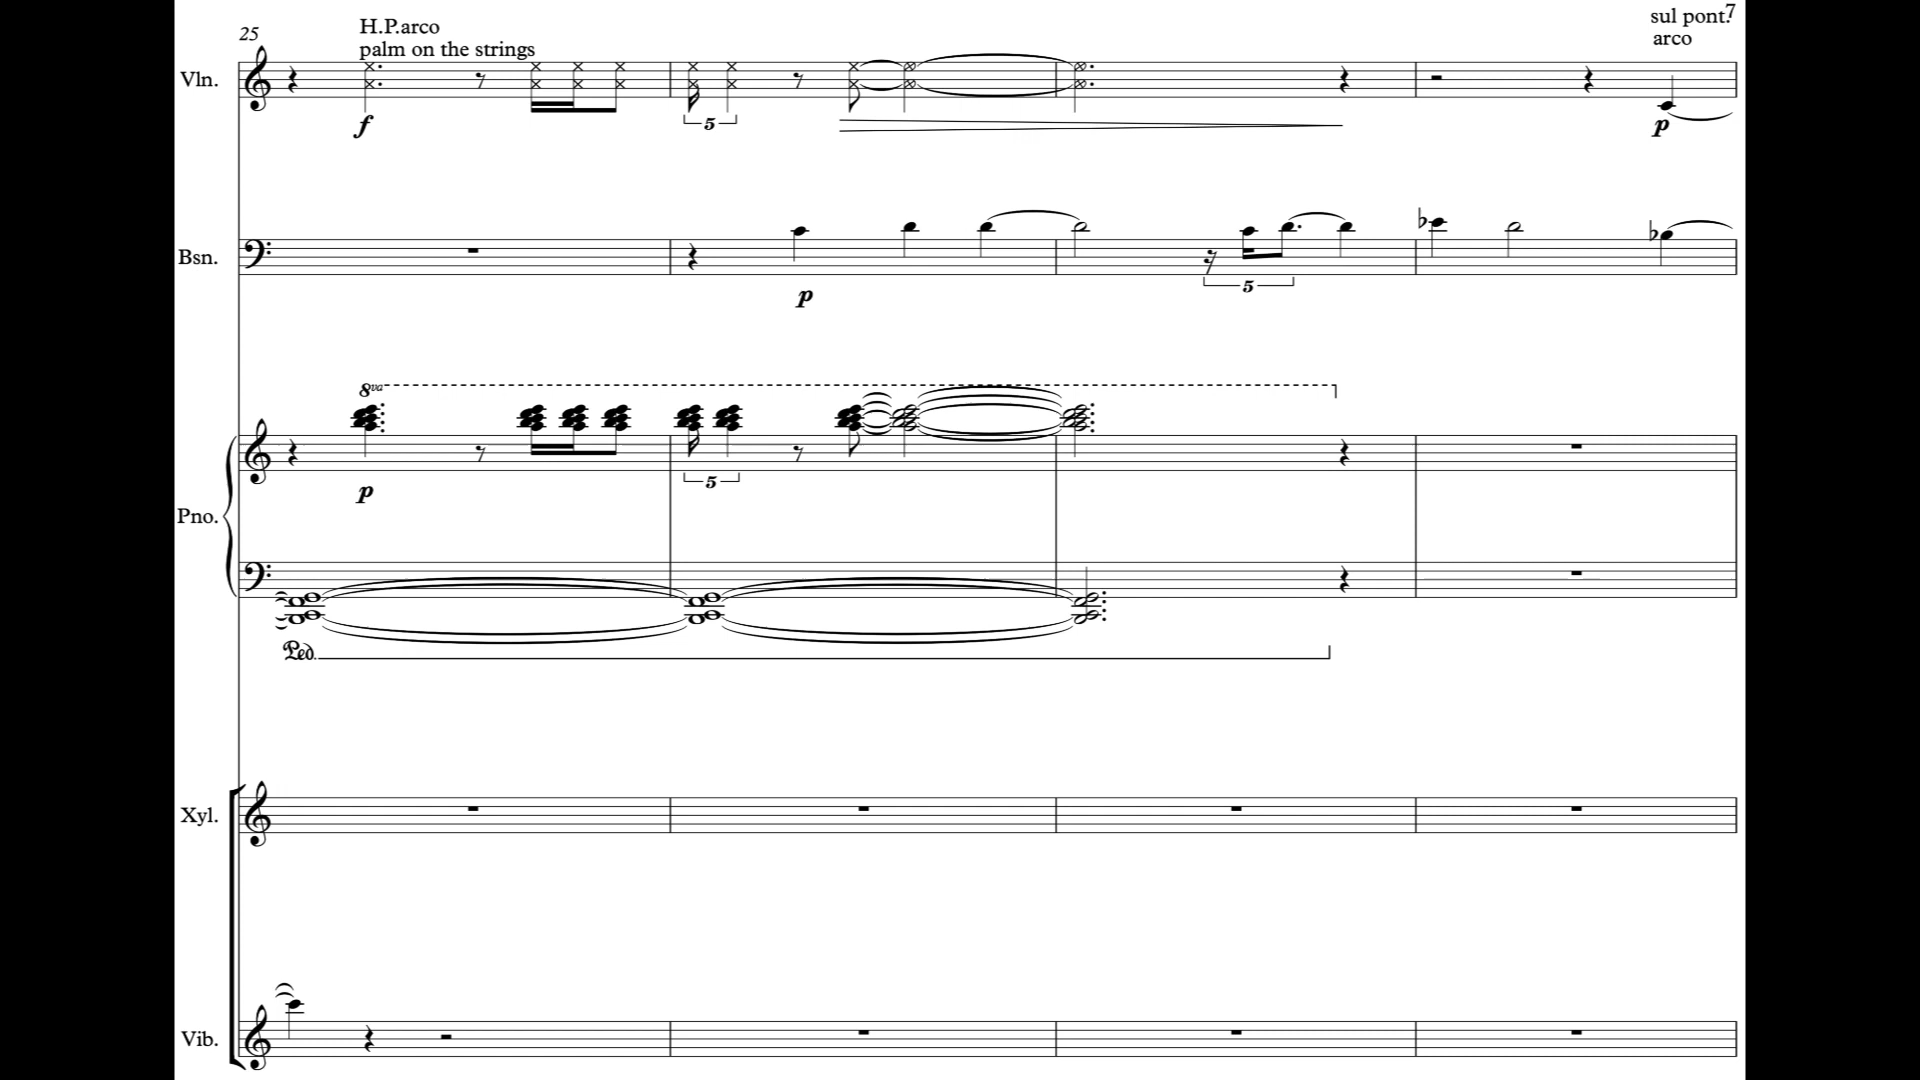 25
H.P.arco
palm on the strings
sul pont.
7
arco
Vln.
f
5
p
Bsn.
p
5
8va
Pno.
p
5
Ped.
Xyl.
Vib.